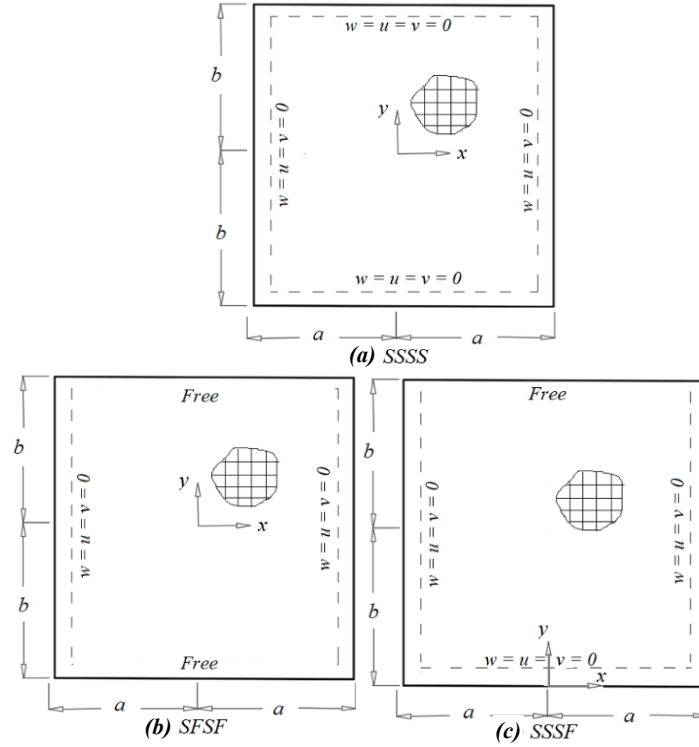 w = u = v = 0
b
y
x
w = u = v = 0
w = u = v = 0
b
w = u = v = 0
a
a
(a) SSSS
Free
b
y
x
w = u = v = 0
w = u = v = 0
b
Free
a
a
(b) SFSF
Free
b
w = u = v = 0
w = u = v = 0
b
y
w = u = v = 0
x
a
a
(c) SSSF